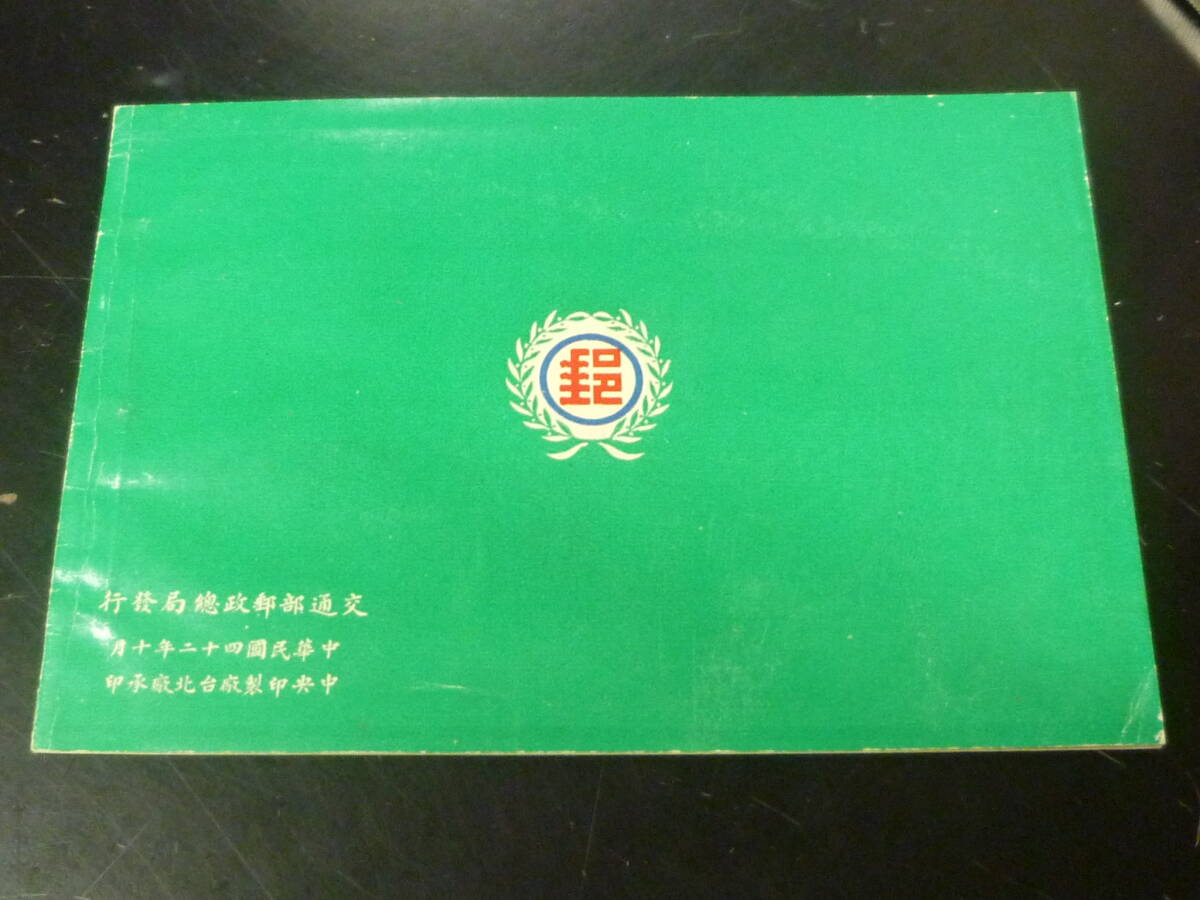 郵
交通部郵政總局發行
中華民國四十二年十月
中央印製廠台北廠承印